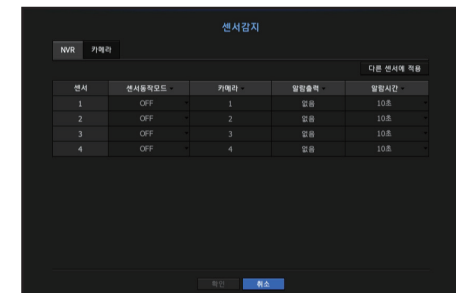 센서감지
NVR 카메라
다른 센서에 적용
센서 센서동작모드 카메라 알람출력 알람시간
1 OFF 1 없음 10초
2 OFF 2 없음 10초
3 OFF 3 없음 10초
4 OFF 4 없음 10초
확인 취소